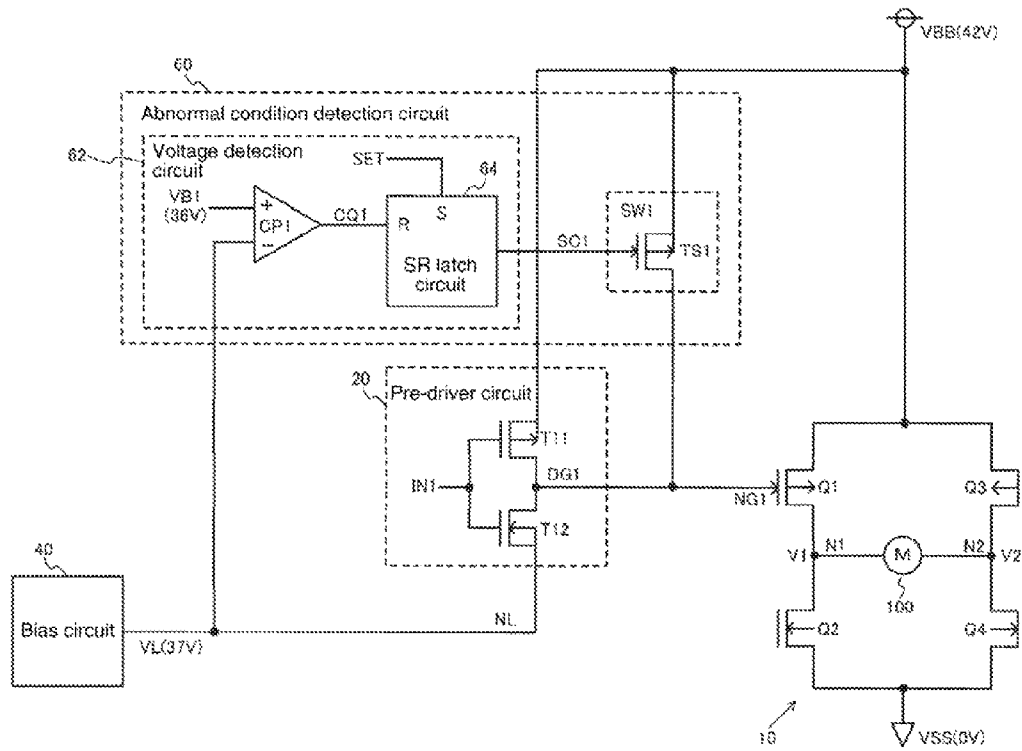 VBB(42V)
60
Abnormal condition detection circuit
62
Voltage detection
circuit
SET
64
VB1
(36V)
+
CP1
−
CQ1
R
S
SR latch
circuit
SC1
SW1
TS1
20
Pre-driver circuit
T11
IN1
DG1
T12
NG1
Q1
Q3
V1
N1
M
N2
V2
100
40
Bias circuit
VL(37V)
NL
Q2
Q4
10
VSS(0V)